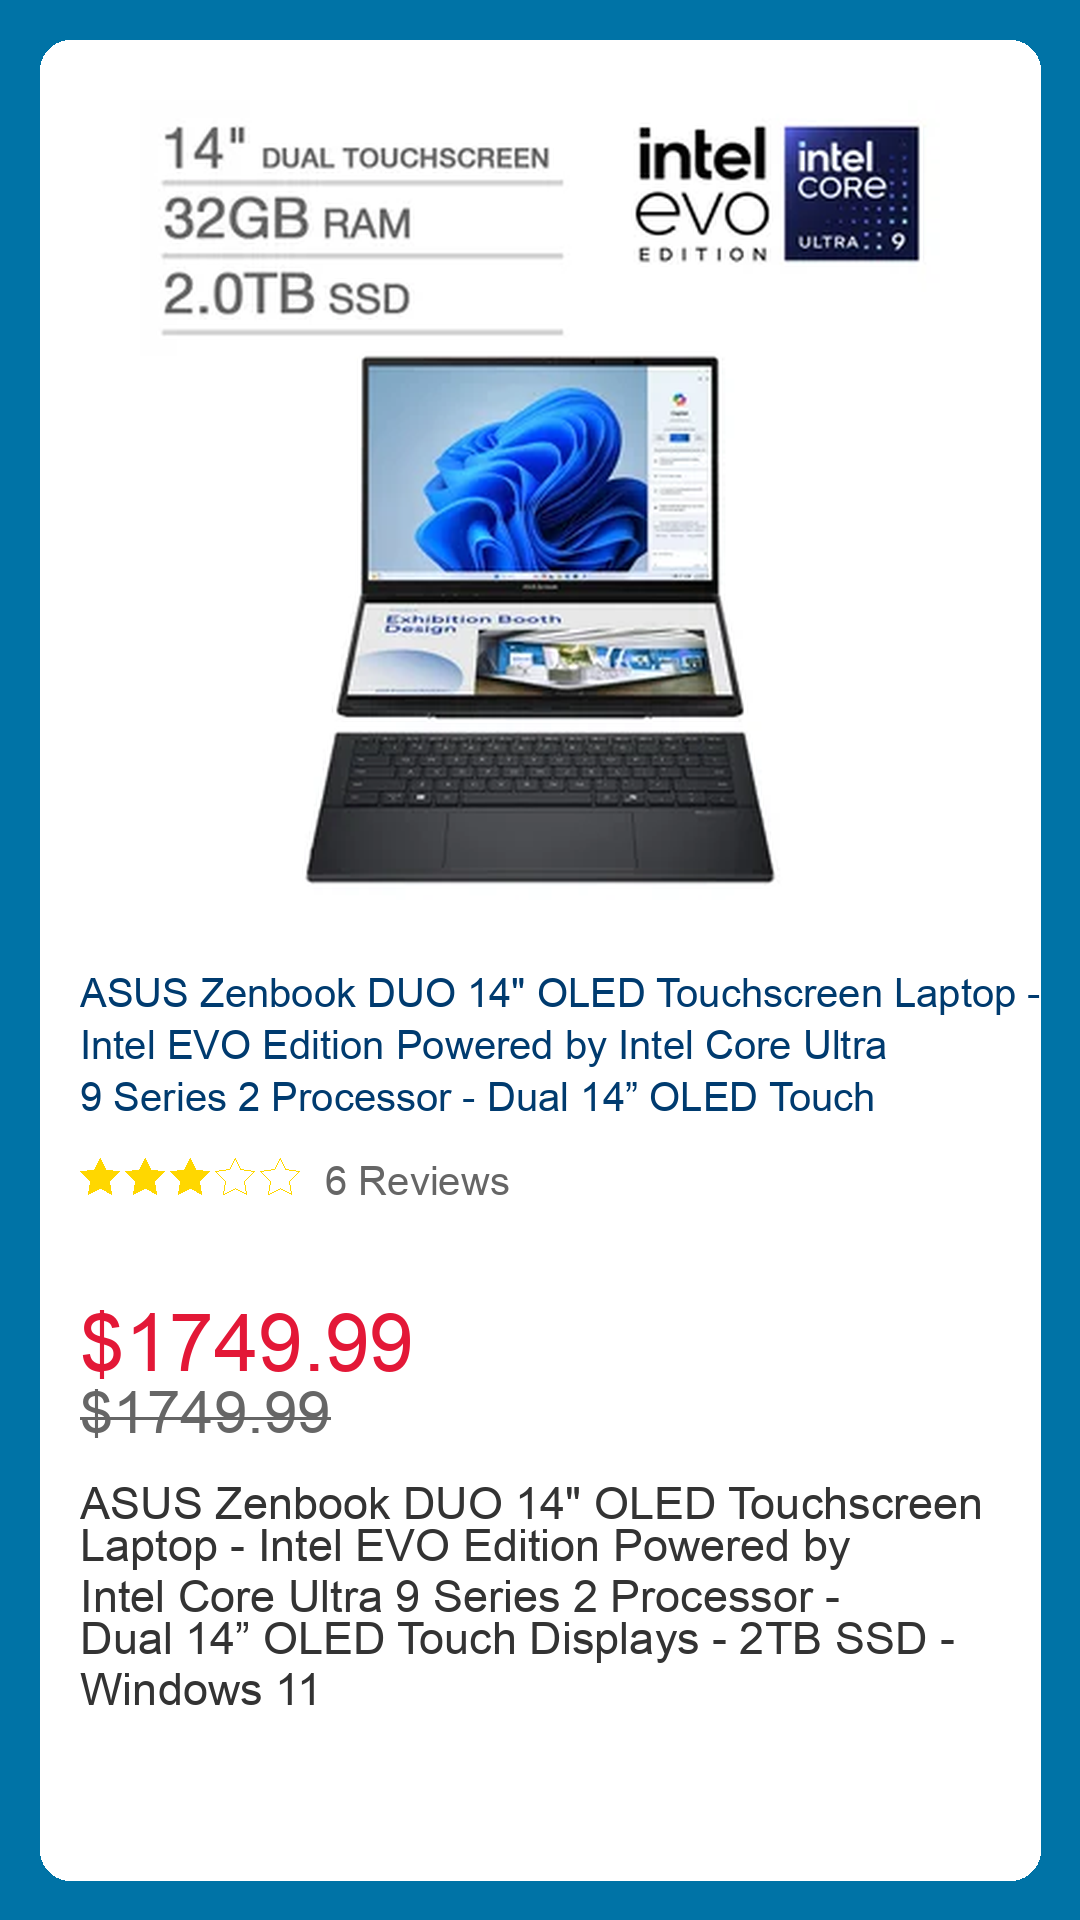 14" DUAL TOUCHSCREEN
32GB RAM
2.0TB SSD
intel
evo
EDITION
intel
CORE
ULTRA 9
Exhibition Booth
Design
ASUS Zenbook DUO 14" OLED Touchscreen Laptop -
Intel EVO Edition Powered by Intel Core Ultra
9 Series 2 Processor - Dual 14” OLED Touch
6 Reviews
$1749.99
$1749.99
ASUS Zenbook DUO 14" OLED Touchscreen
Laptop - Intel EVO Edition Powered by
Intel Core Ultra 9 Series 2 Processor -
Dual 14” OLED Touch Displays - 2TB SSD -
Windows 11